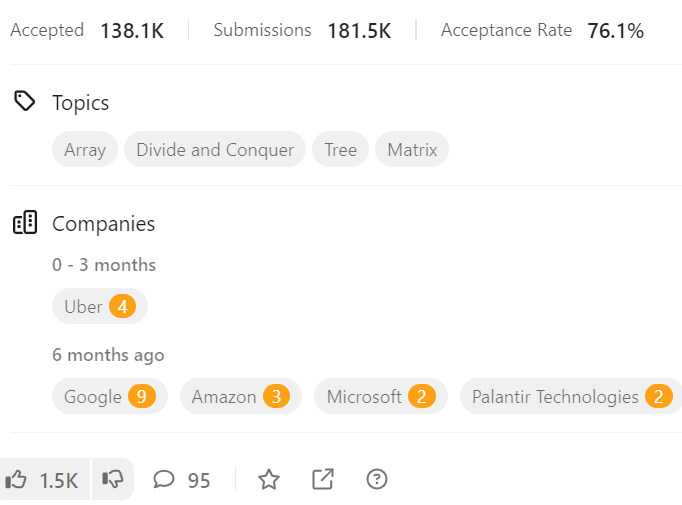 Accepted 138.1K Submissions 181.5K Acceptance Rate 76.1%
Topics
Array Divide and Conquer Tree Matrix
Companies
0 - 3 months
Uber 4
6 months ago
Google 9 Amazon 3 Microsoft 2 Palantir Technologies 2
1.5K 95 ?